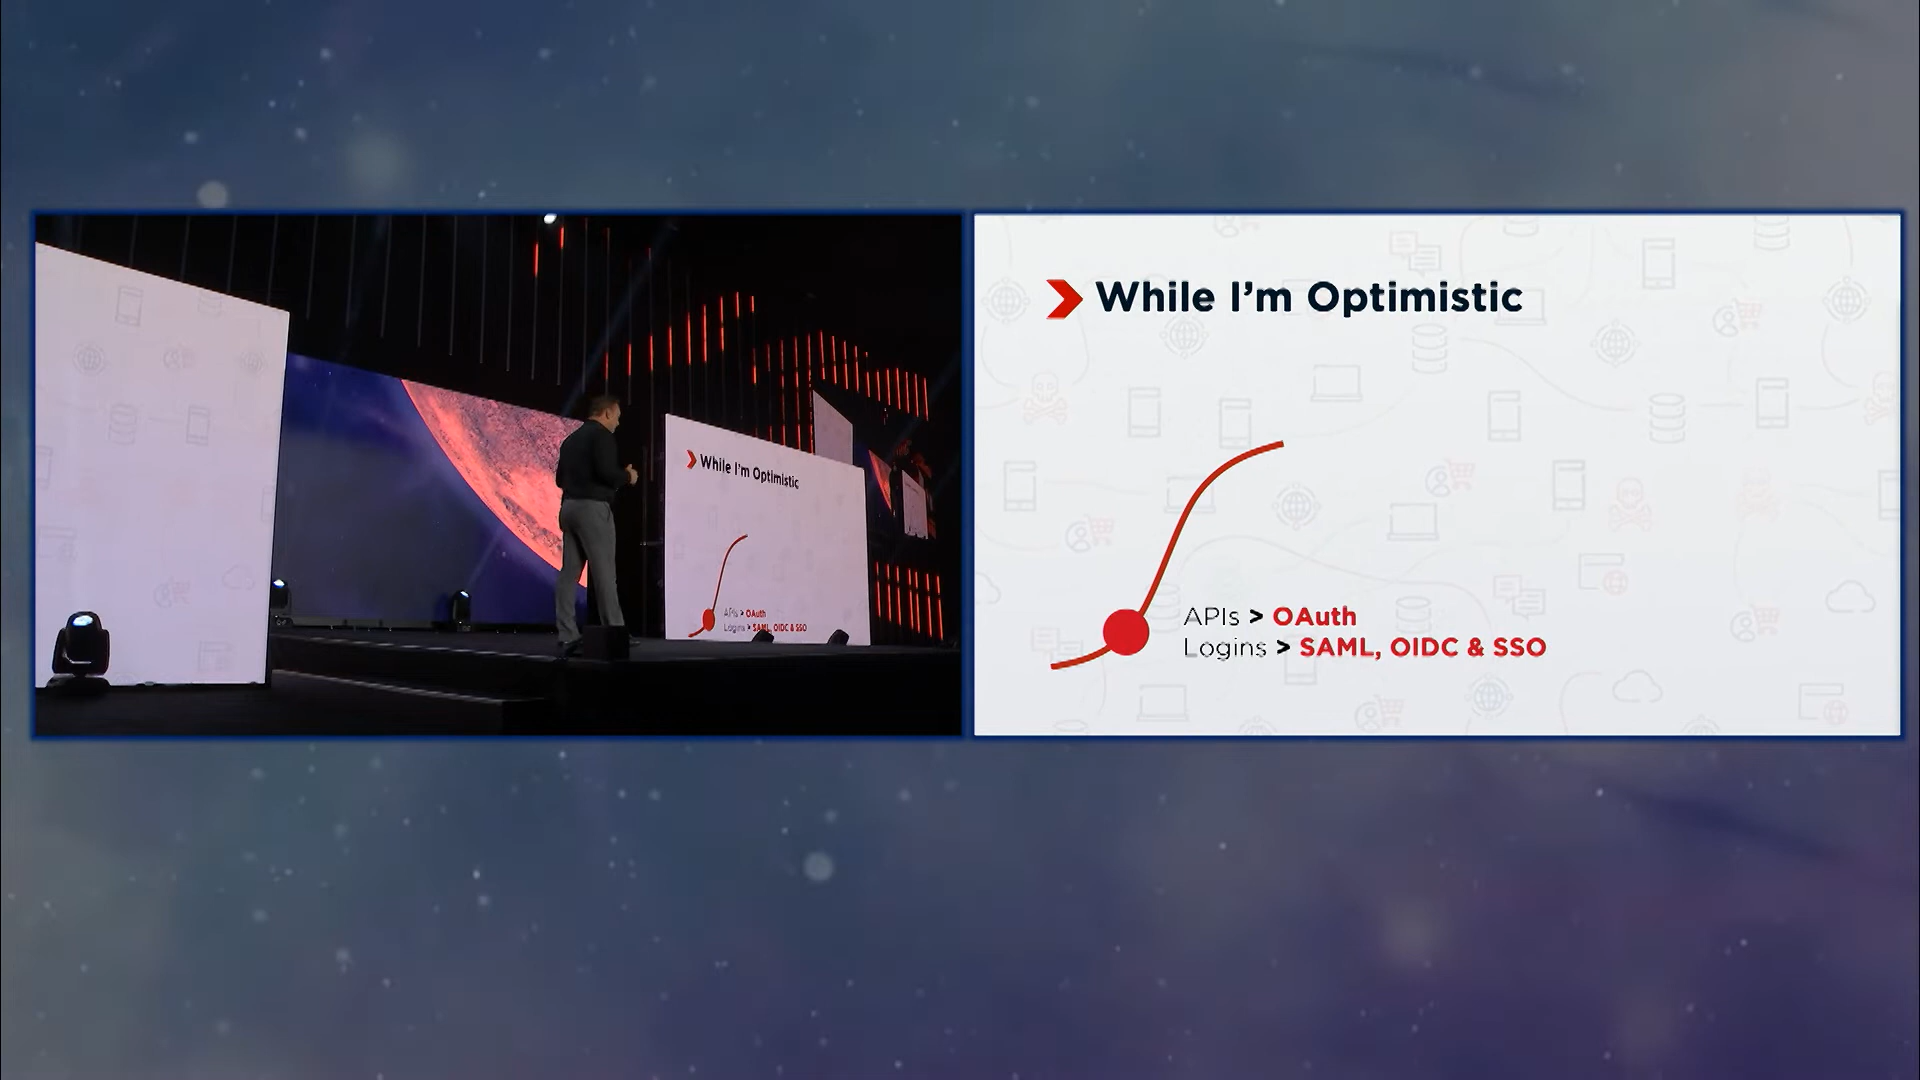 While I'm Optimistic
APIs > OAuth
Logins > SAML, OIDC & SSO
While I'm Optimistic
APIs > OAuth
Logins > SAML, OIDC & SSO